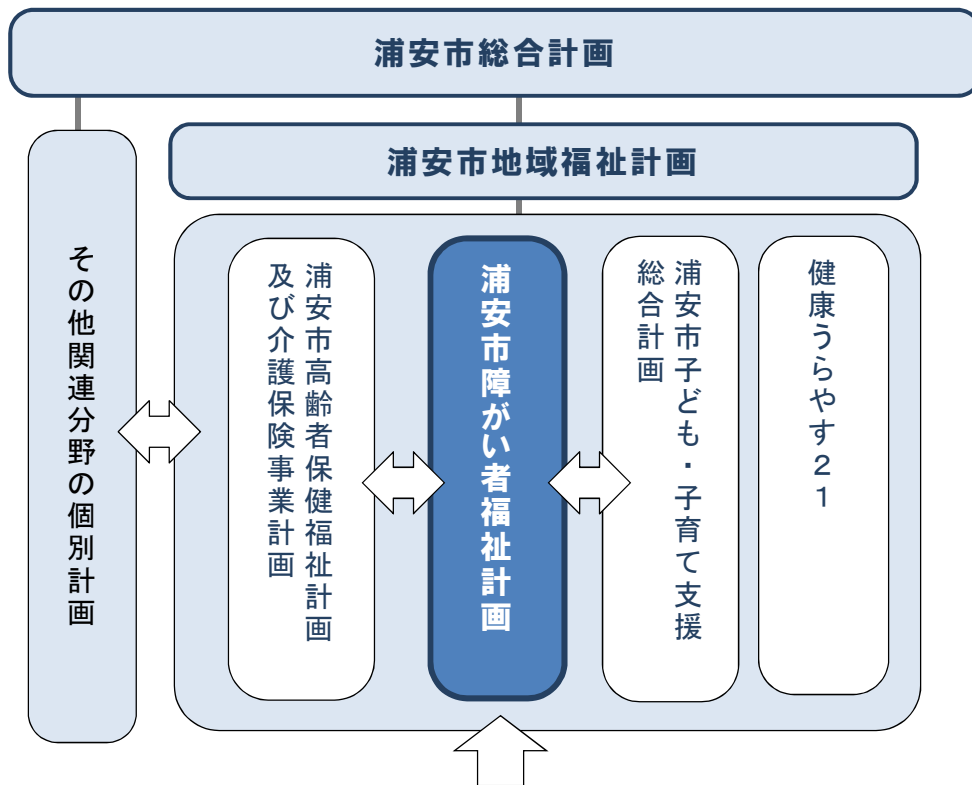 浦安市総合計画
浦安市地域福祉計画
その他関連分野の個別計画
浦安市高齢者保健福祉計画
及び介護保険事業計画
浦安市障がい者福祉計画
浦安市子ども・子育て支援
総合計画
健康うらやす２１